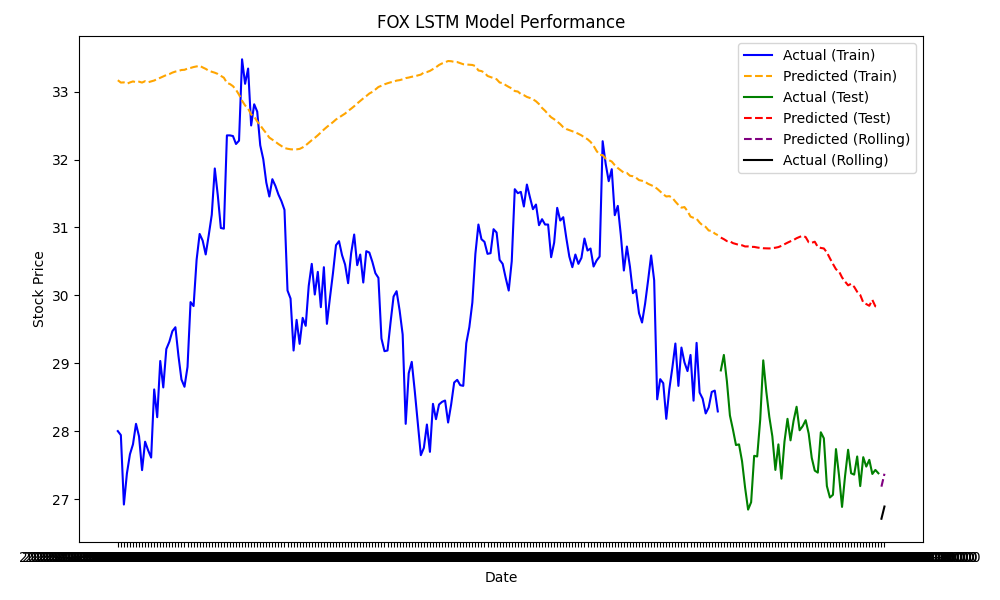 FOX LSTM Model Performance
Actual (Train)
Predicted (Train)
Actual (Test)
Predicted (Test)
Predicted (Rolling)
Actual (Rolling)
Stock Price
33
32
31
30
29
28
27
Date